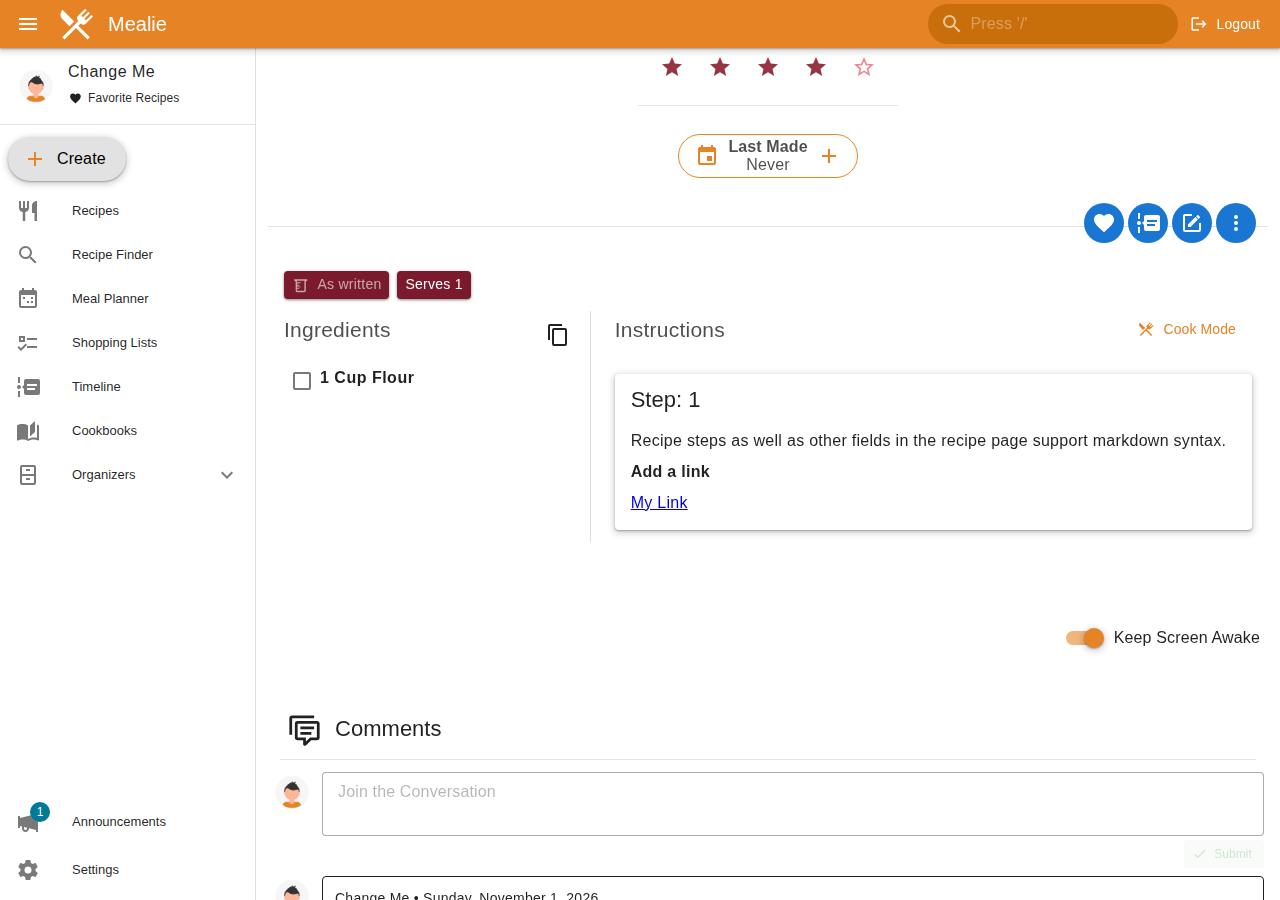 Mealie
Press '/'
Logout
Change Me
Favorite Recipes
Create
Recipes
Recipe Finder
Meal Planner
Shopping Lists
Timeline
Cookbooks
Organizers
1
Announcements
Settings
Last Made
Never
As written
Serves 1
Ingredients
1 Cup Flour
Instructions
Cook Mode
Step: 1
Recipe steps as well as other fields in the recipe page support markdown syntax.
Add a link
My Link
Keep Screen Awake
Comments
Join the Conversation
Submit
Change Me • Sunday, November 1, 2026